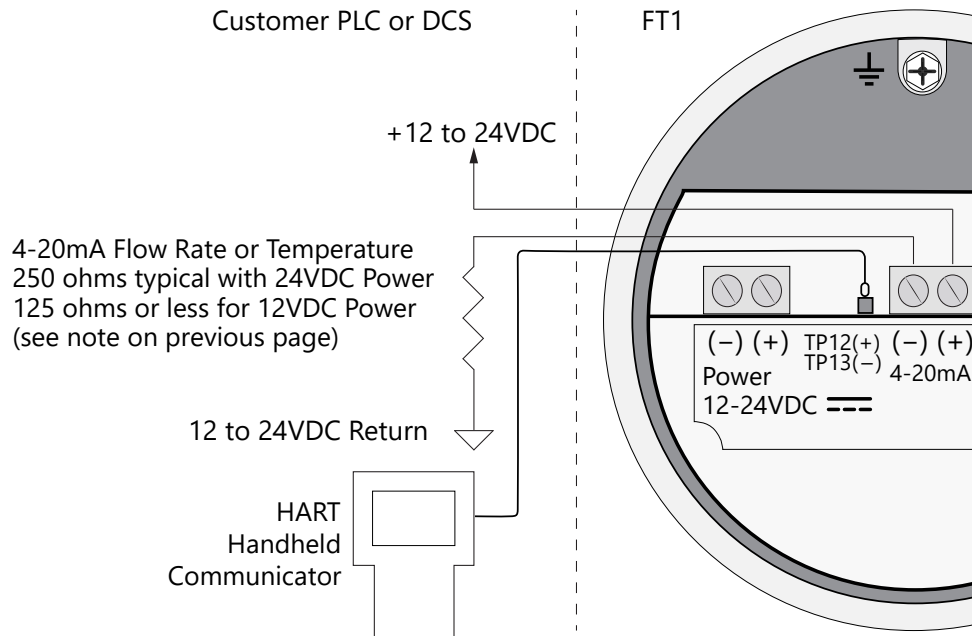 Customer PLC or DCS
FT1
+12 to 24VDC
4-20mA Flow Rate or Temperature
250 ohms typical with 24VDC Power
125 ohms or less for 12VDC Power
(see note on previous page)
12 to 24VDC Return
HART
Handheld
Communicator
(−) (+)
Power
12-24VDC
TP12(+)
TP13(−)
(−) (+)
4-20mA